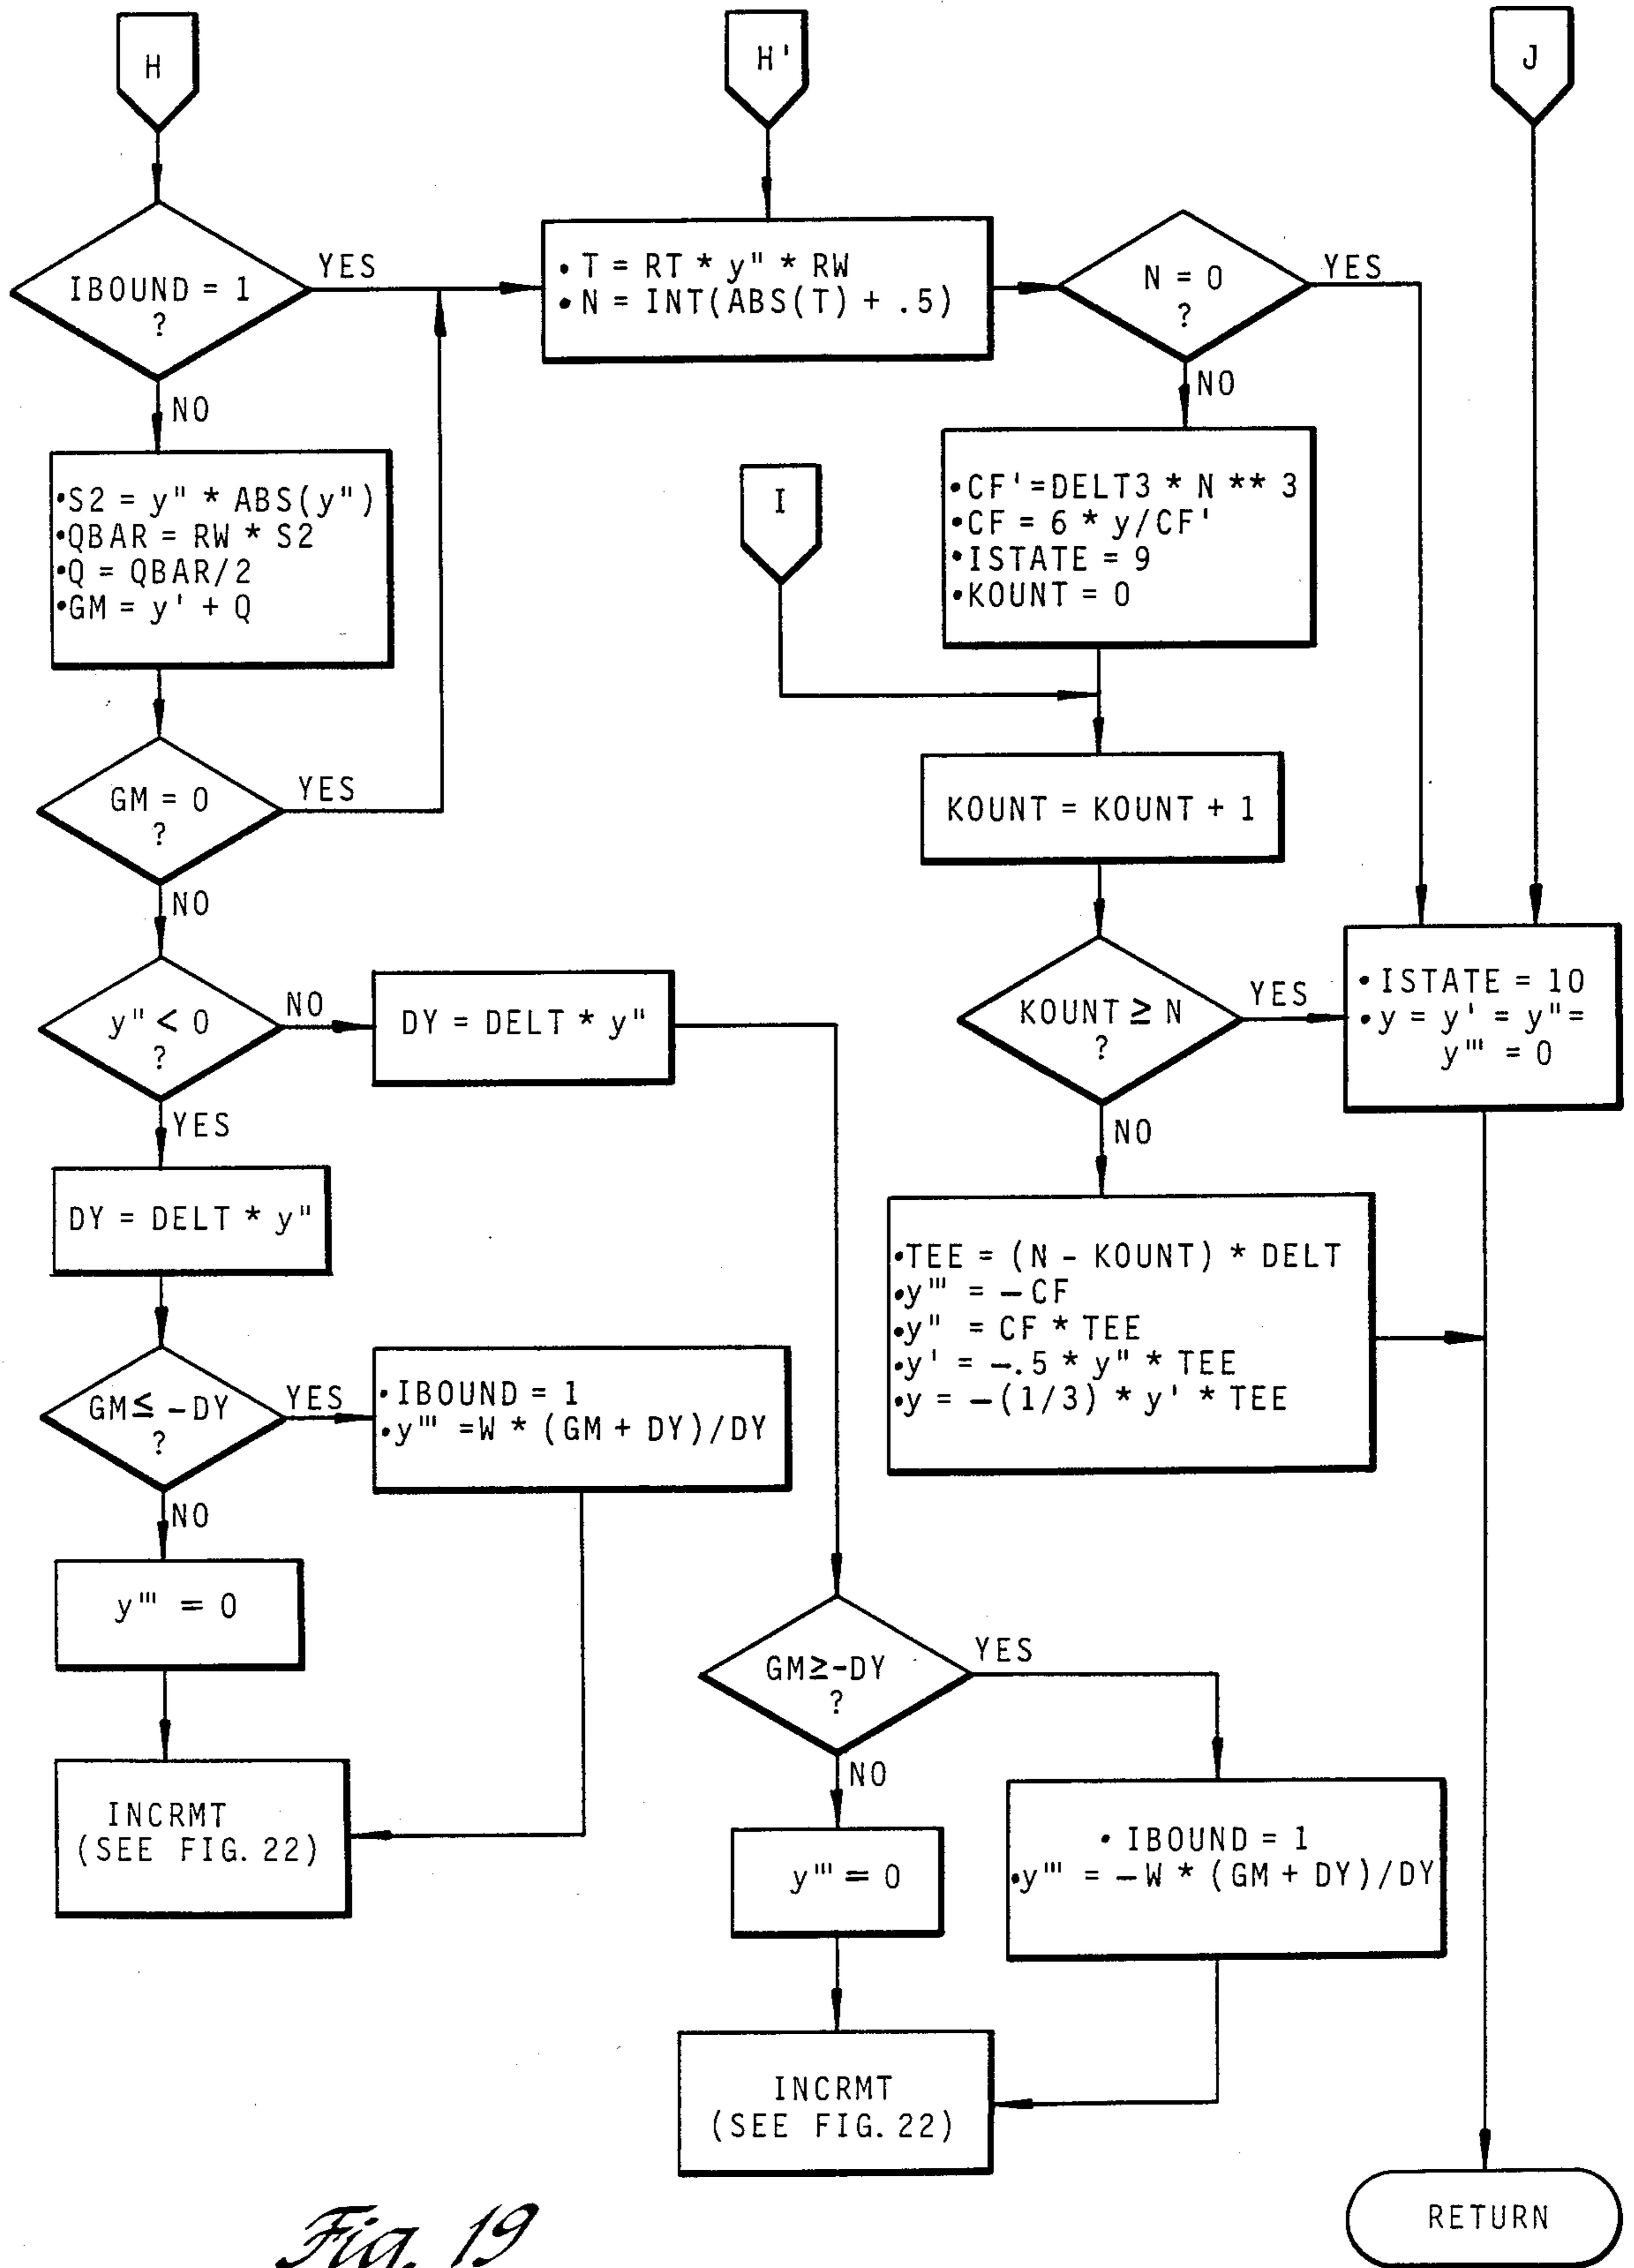 H
H'
J
IBOUND = 1
?
YES
NO
• T = RT * y" * RW
• N = INT(ABS(T) + .5)
N = 0
?
YES
NO
•S2 = y" * ABS(y")
•QBAR = RW * S2
•Q = QBAR/2
•GM = y' + Q
I
•CF'=DELT3 * N ** 3
•CF = 6 * y/CF'
•ISTATE = 9
•KOUNT = 0
GM = 0
?
YES
NO
KOUNT = KOUNT + 1
y" < 0
?
NO
YES
DY = DELT * y"
KOUNT ≥ N
?
YES
NO
• ISTATE = 10
• y = y' = y" =
y''' = 0
DY = DELT * y"
•TEE = (N - KOUNT) * DELT
•y''' = -CF
•y" = CF * TEE
•y' = -.5 * y" * TEE
•y = -(1/3) * y' * TEE
GM ≤ -DY
?
YES
NO
• IBOUND = 1
•y''' =W * (GM + DY)/DY
y''' = 0
GM≥-DY
?
YES
NO
INCRMT
(SEE FIG. 22)
y''' = 0
• IBOUND = 1
•y''' = -W * (GM + DY)/DY
INCRMT
(SEE FIG. 22)
RETURN
Fig. 19